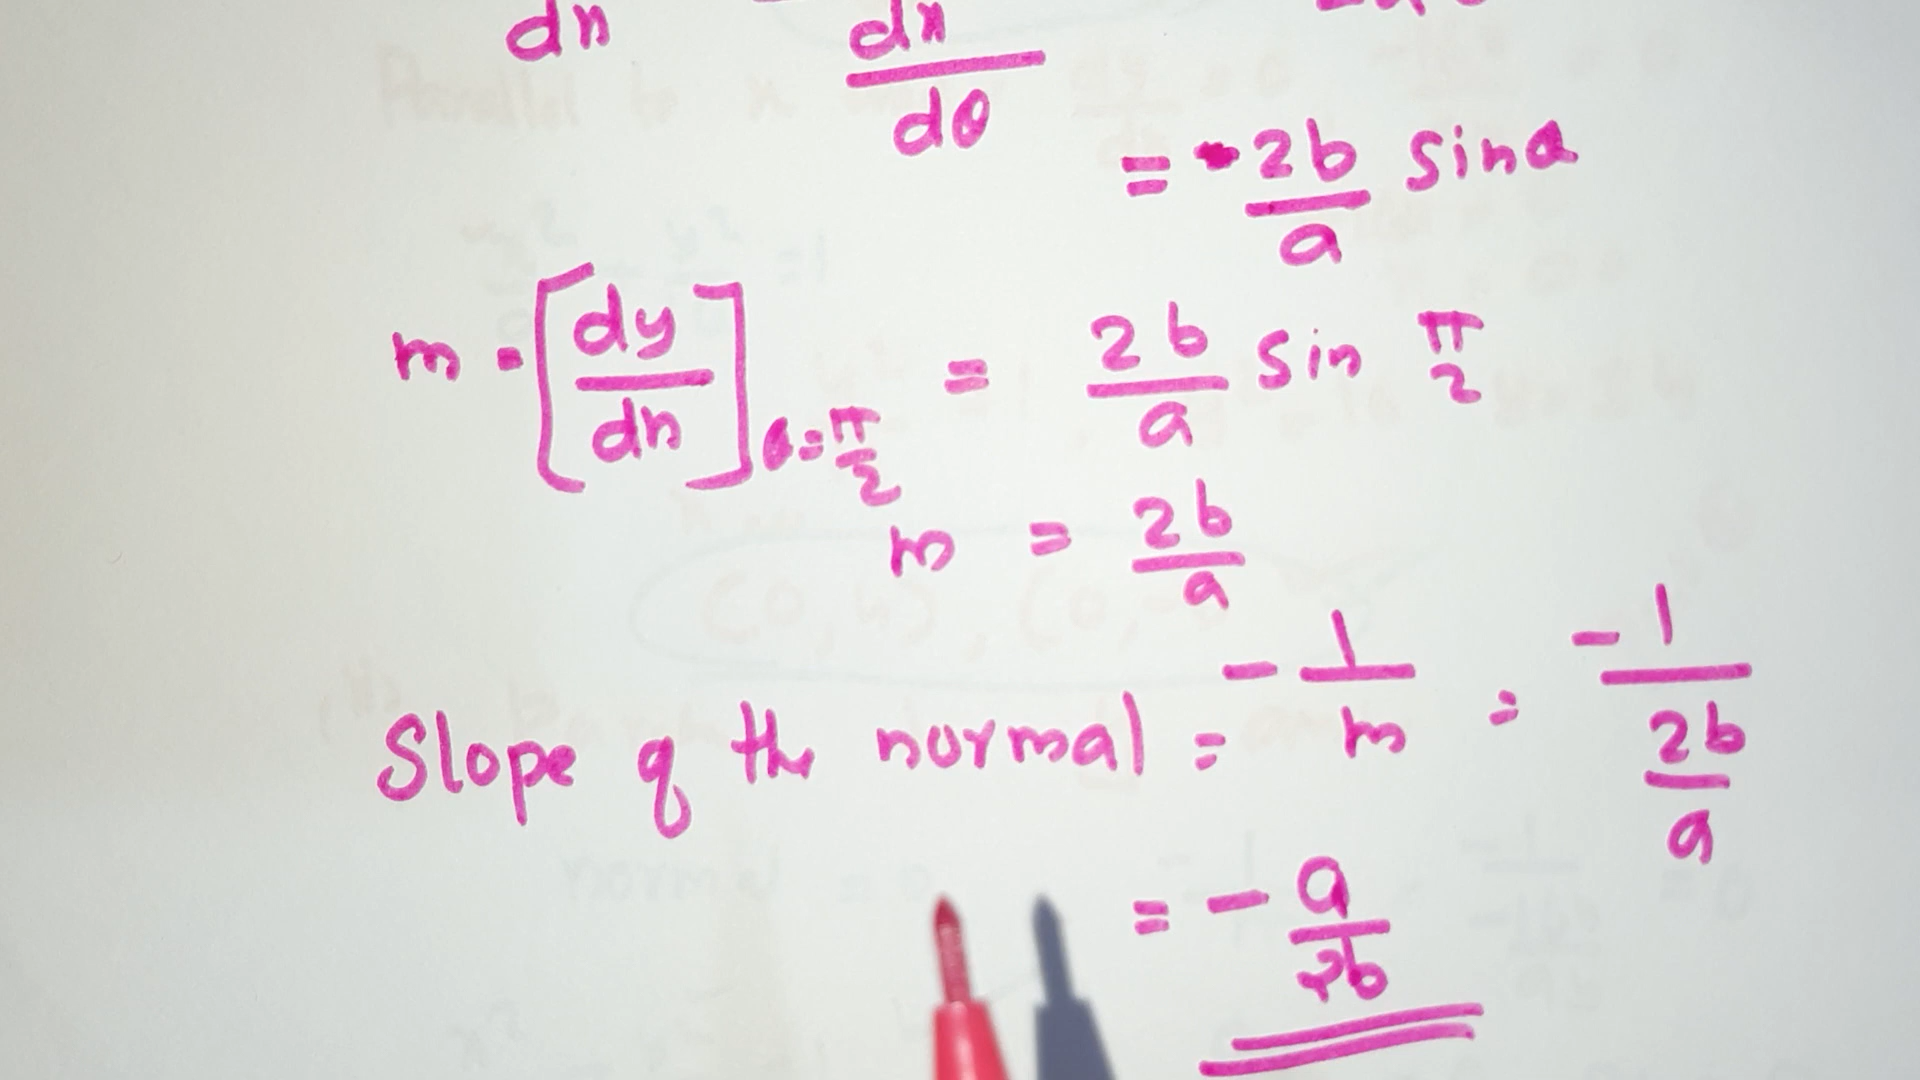 dx dx
dθ
= - 2b/a sinθ
m = [dy/dx] θ = π/2 = 2b/a sin π/2
m = 2b/a
Slope of the normal = - 1/m = - 1/(2b/a)
= - a/2b